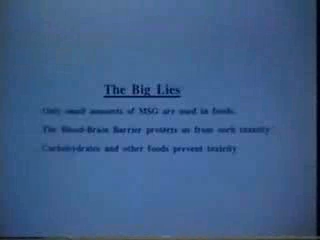 The Big Lies
Only small amounts of MSG are used in foods.
The Blood-Brain Barrier protects us from such toxicity
Carbohydrates and other foods prevent toxicity